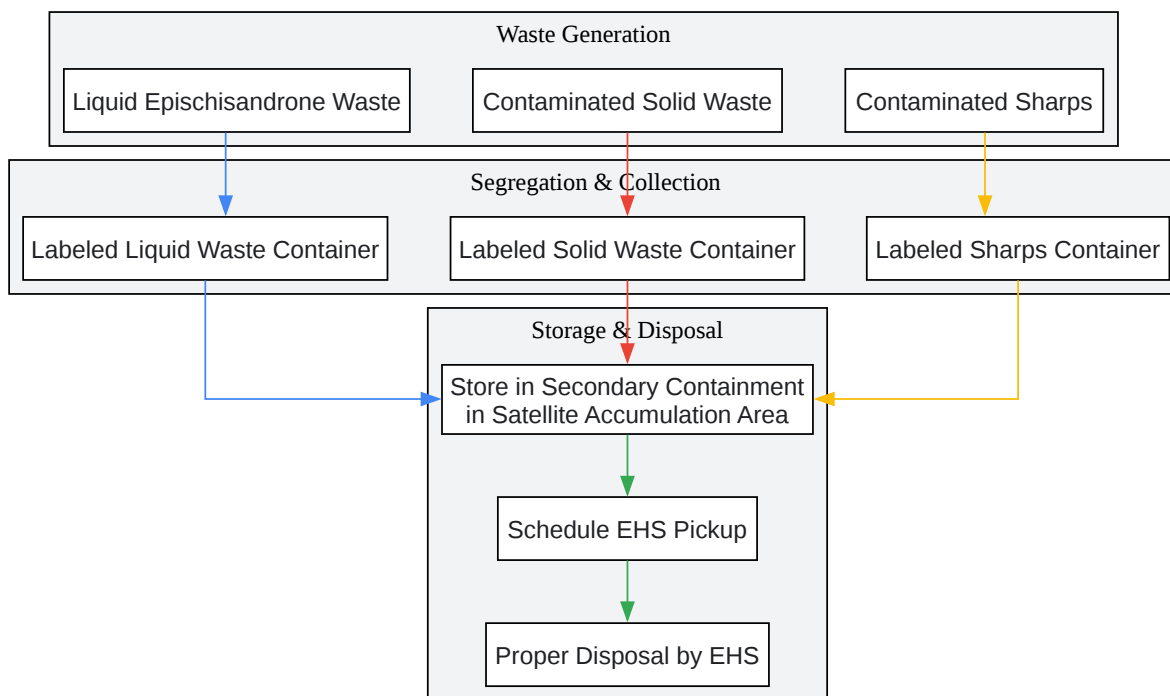 Waste Generation
Liquid Epischisandrone Waste
Contaminated Solid Waste
Contaminated Sharps
Segregation & Collection
Labeled Liquid Waste Container
Labeled Solid Waste Container
Labeled Sharps Container
Storage & Disposal
Store in Secondary Containment
in Satellite Accumulation Area
Schedule EHS Pickup
Proper Disposal by EHS